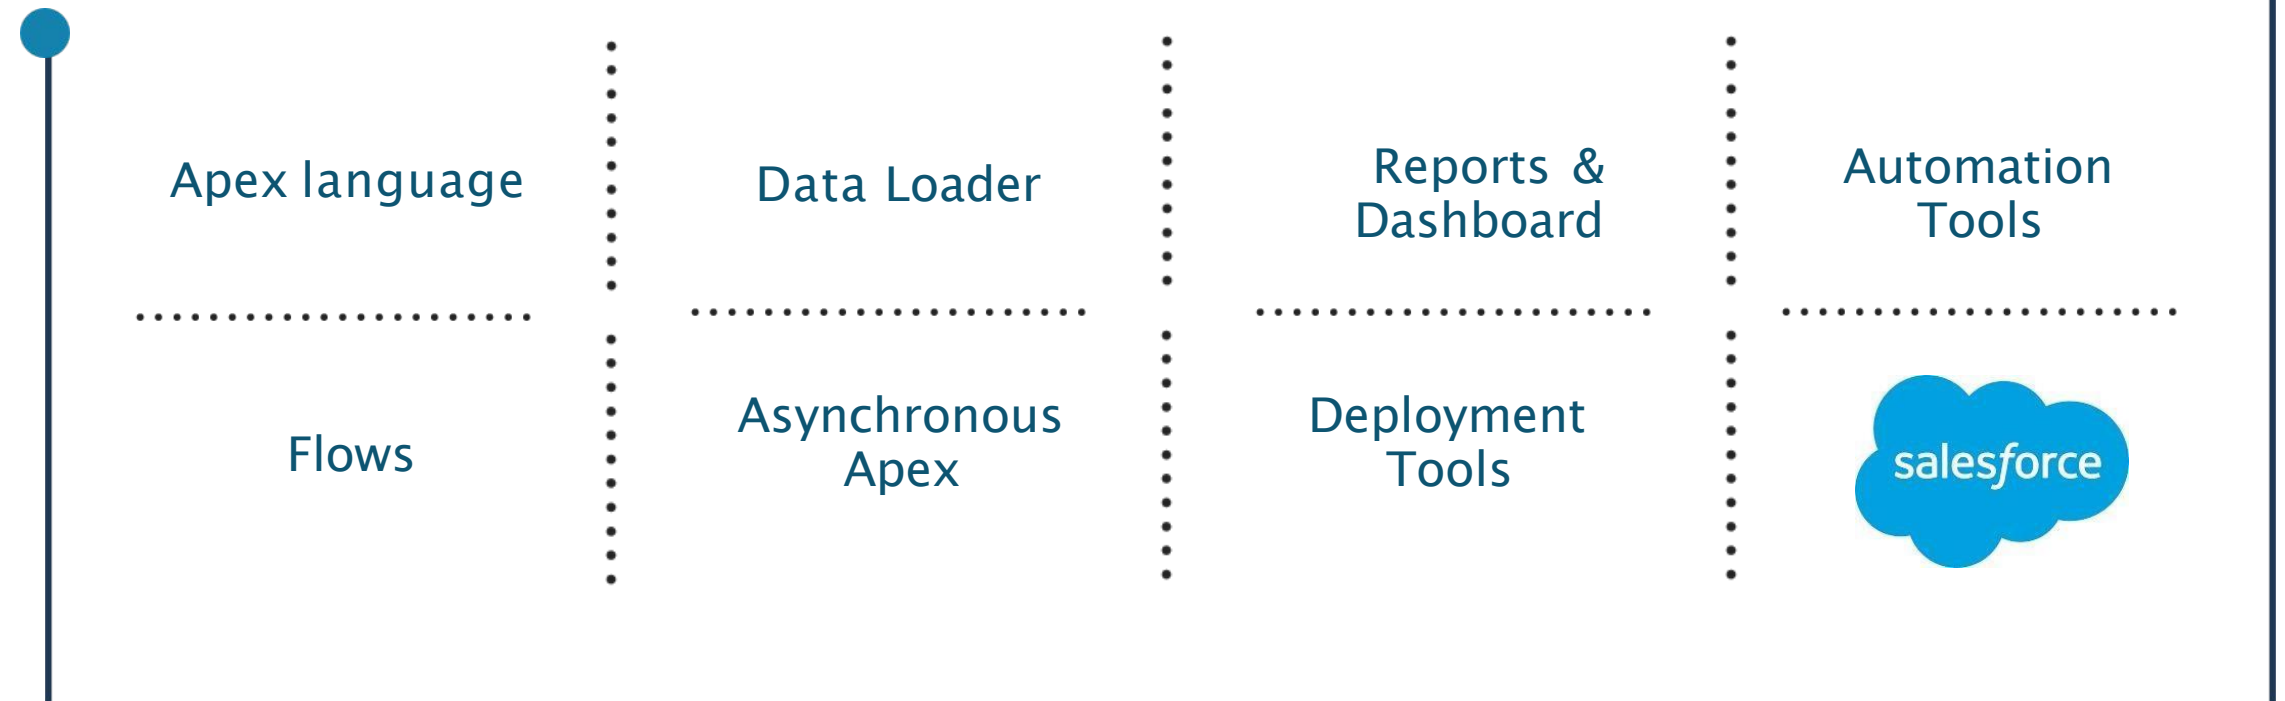 Apex language
Data Loader
Reports &
Dashboard
Automation
Tools
Flows
Asynchronous
Apex
Deployment
Tools
salesforce